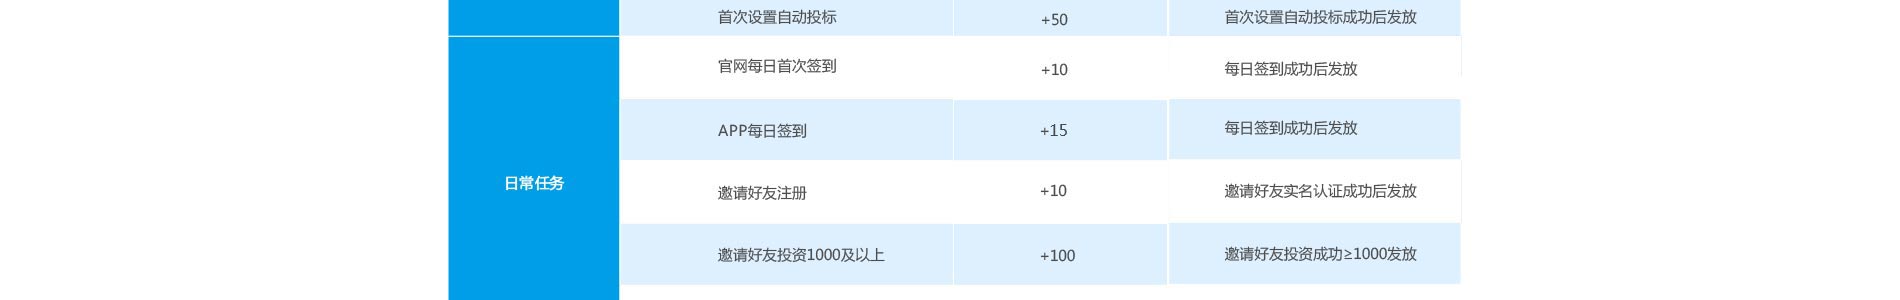 首次设置自动投标 +50 首次设置自动投标成功后发放
官网每日首次签到 +10 每日签到成功后发放
APP每日签到 +15 每日签到成功后发放
日常任务
邀请好友注册 +10 邀请好友实名认证成功后发放
邀请好友投资1000及以上 +100 邀请好友投资成功≥1000发放